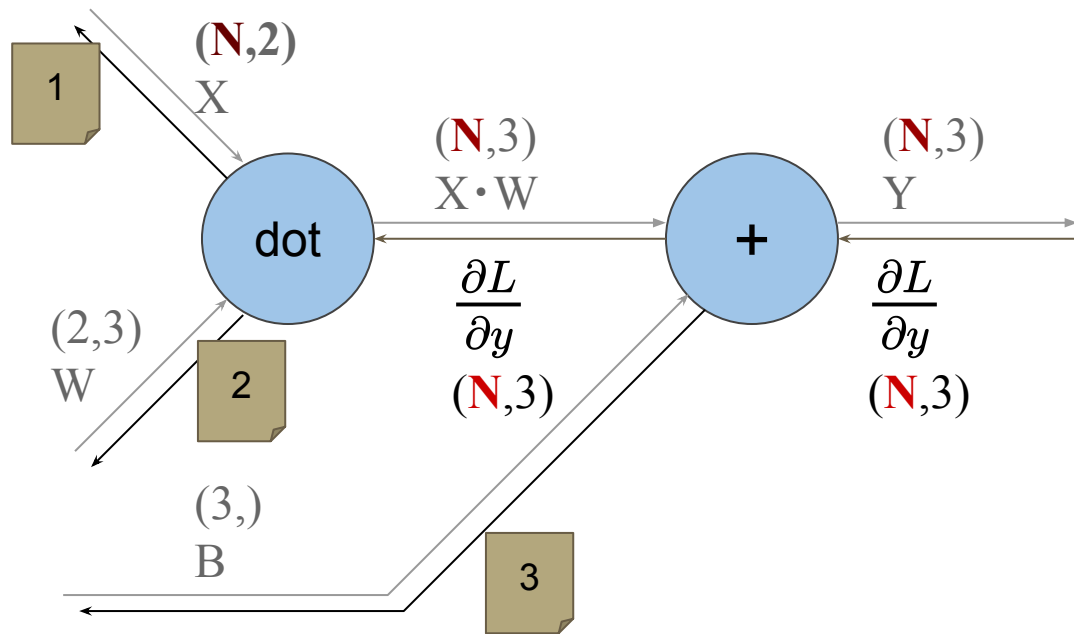 1
(N,2)
X
(N,3)
X・W
(N,3)
Y
dot
+
∂L
∂y
(N,3)
∂L
∂y
(N,3)
(2,3)
W
2
(3,)
B
3